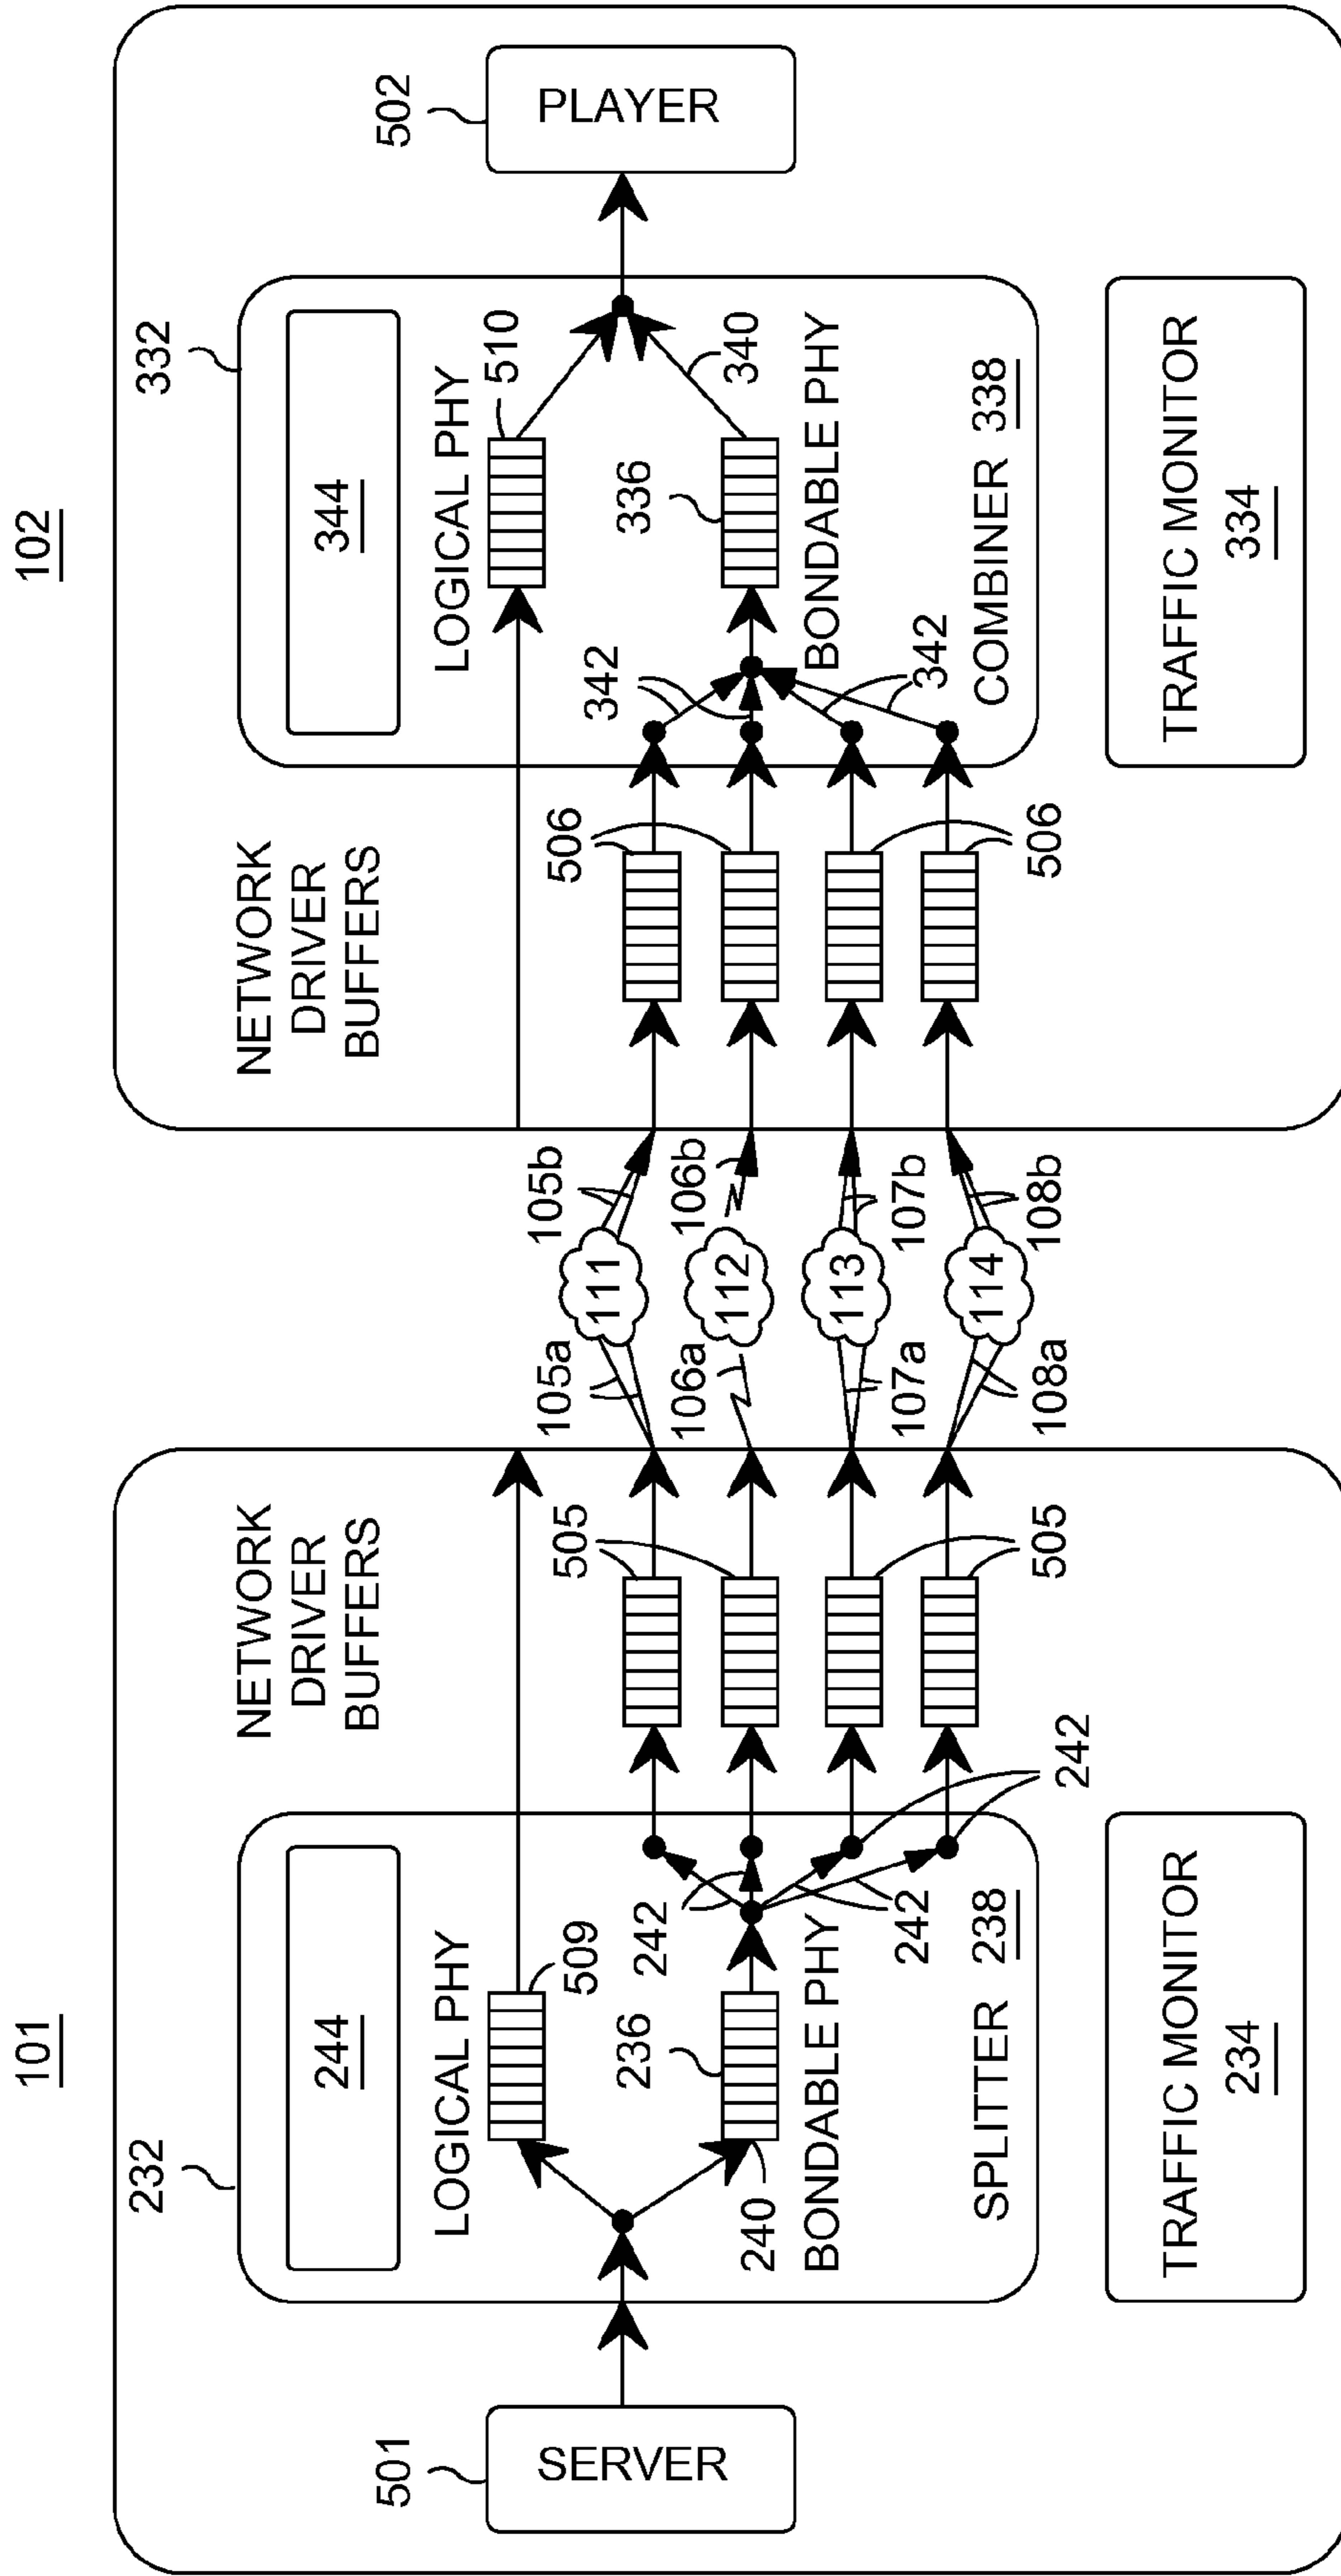 101
232
244
LOGICAL PHY
509
236
240
BONDABLE PHY
242
242
242
SPLITTER 238
TRAFFIC MONITOR
234
501
SERVER
NETWORK
DRIVER
BUFFERS
505
505
105a
111
105b
106a
112
106b
107a
113
107b
108a
114
108b
102
NETWORK
DRIVER
BUFFERS
506
506
332
344
LOGICAL PHY
510
342
336
340
BONDABLE PHY
342
COMBINER 338
TRAFFIC MONITOR
334
502
PLAYER